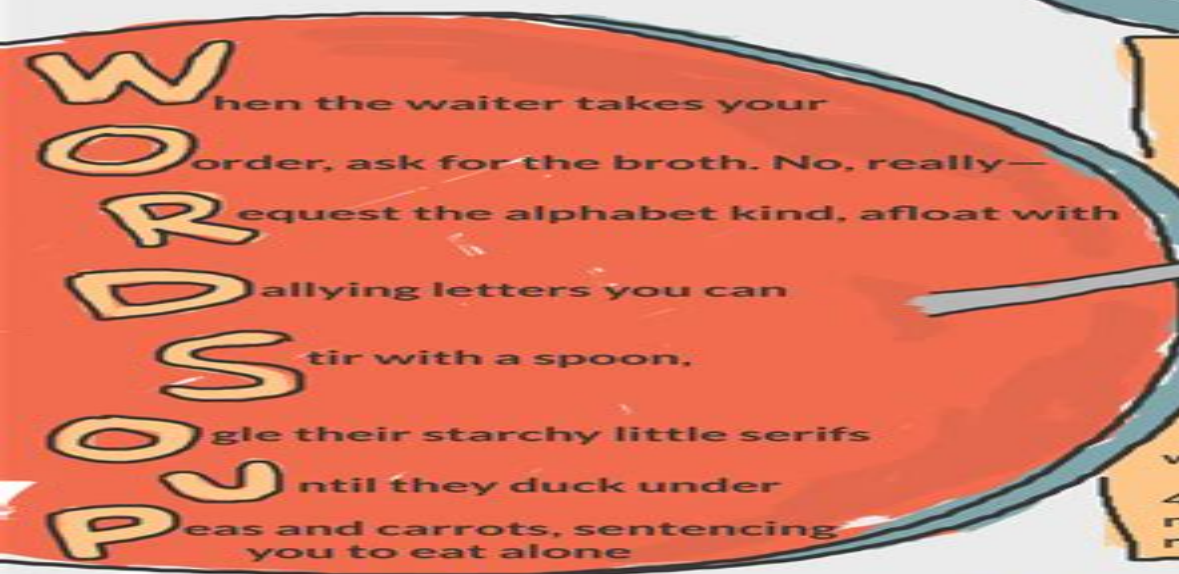 When the waiter takes your
Oorder, ask for the broth. No, really—
Request the alphabet kind, afloat with
Dallying letters you can
Stir with a spoon,
Ogle their starchy little serifs
Until they duck under
Peas and carrots, sentencing
you to eat alone